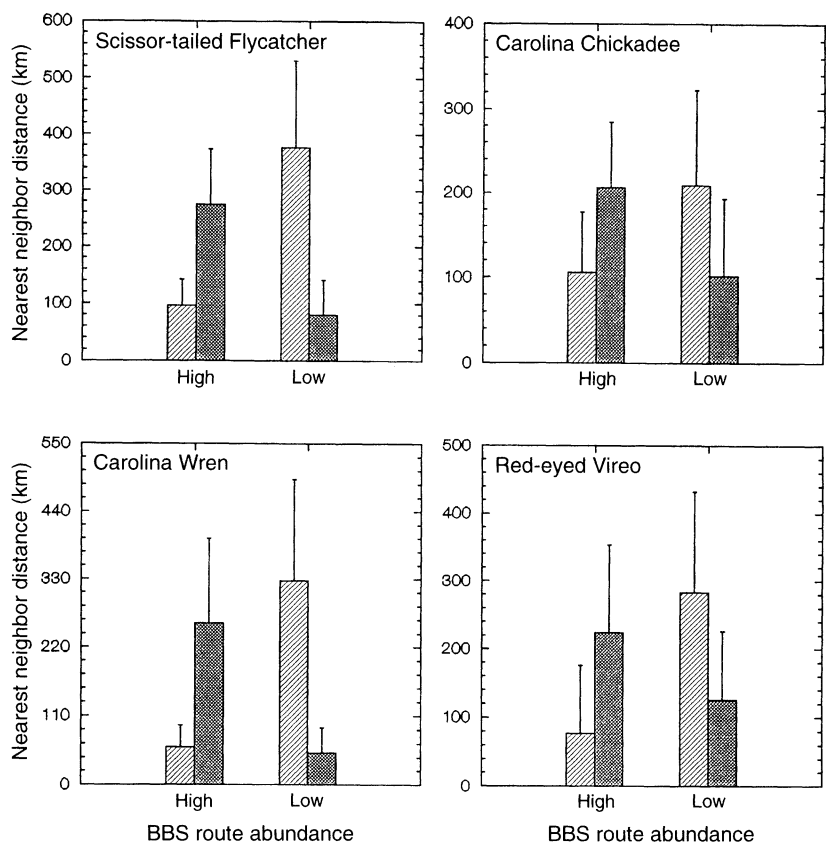 Scissor-tailed Flycatcher
Nearest neighbor distance (km)
600
500
400
300
200
100
0
High
Low
Carolina Chickadee
400
300
200
100
0
High
Low
Carolina Wren
Nearest neighbor distance (km)
550
440
330
220
110
0
High
Low
BBS route abundance
Red-eyed Vireo
500
400
300
200
100
0
High
Low
BBS route abundance